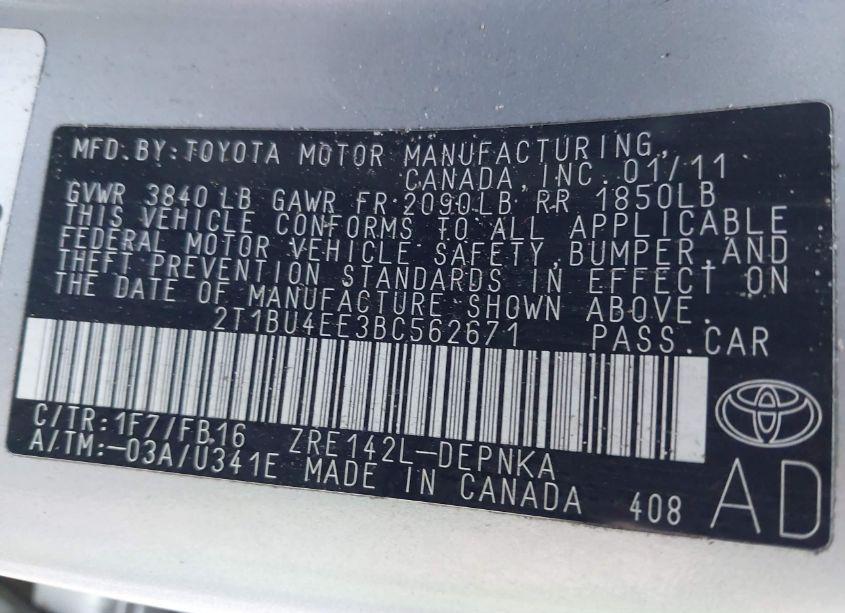 MFD.BY:TOYOTA MOTOR MANUFACTURING,
CANADA, INC. 01/11
GVWR 3840LB GAWR FR 2090LB RR 1850LB
THIS VEHICLE CONFORMS TO ALL APPLICABLE
FEDERAL MOTOR VEHICLE SAFETY, BUMPER, AND
THEFT PREVENTION STANDARDS IN EFFECT ON
THE DATE OF MANUFACTURE SHOWN ABOVE.
2T1BU4EE3BC562671 PASS.CAR
C/TR:1F7/FB16 ZRE142L-DEPNKA
A/TM:-03A/U341E MADE IN CANADA 408
AD